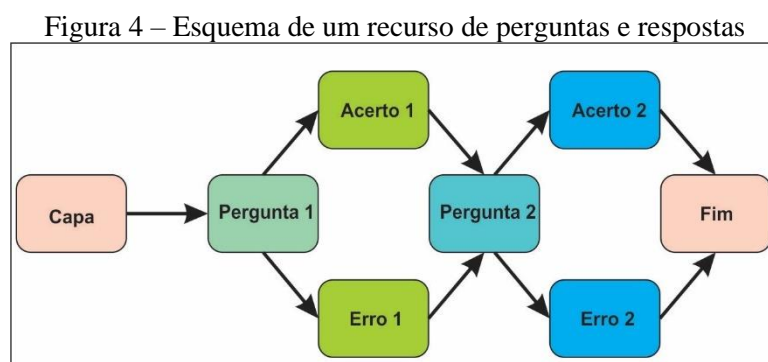 Figura 4 – Esquema de um recurso de perguntas e respostas
Acerto 1
Acerto 2
Capa
Pergunta 1
Pergunta 2
Fim
Erro 1
Erro 2